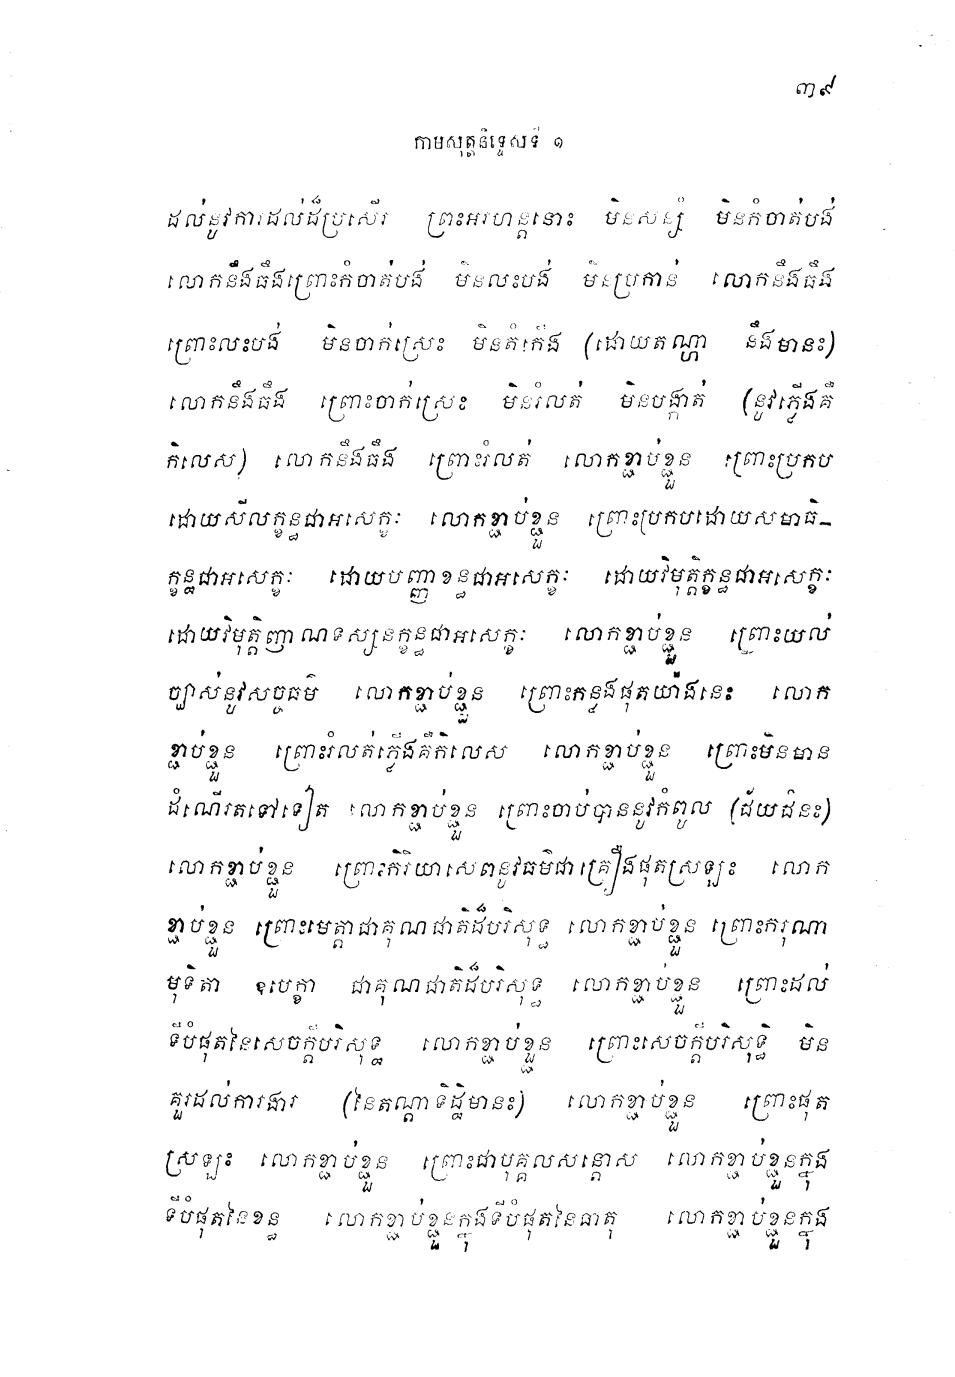 ៣៩
កាមសុត្តនិទ្ទេសទី ១
ដល់នូវការដល់ដ៏ប្រសើរ ព្រះអរហន្តនោះ មិនសន្សំ មិនកំចាត់បង់
លោកនឹងធឹងព្រោះកំចាត់បង់ មិនលះបង់ មិនប្រកាន់ លោកនឹងធឹង
ព្រោះលះបង់ មិនចាក់ស្រេះ មិនតំកើង (ដោយតណ្ហា នឹងមានះ)
លោកនឹងធឹង ព្រោះចាក់ស្រេះ មិនរំលត់ មិនបង្កាត់ (នូវភ្លើងគឺ
កិលេស) លោកនឹងធឹង ព្រោះរំលត់ លោកខ្ជាប់ខ្ជួន ព្រោះប្រកប
ដោយសីលក្ខន្ធជាអសេក្ខៈ លោកខ្ជាប់ខ្ជួន ព្រោះប្រកបដោយសមាធិ–
ក្ខន្ធជាអសេក្ខៈ ដោយបញ្ញាខន្ធជាអសេក្ខៈ ដោយវិមុត្តិក្ខន្ធជាអសេក្ខៈ
ដោយវិមុត្តិញាណទស្សនក្ខន្ធជាអសេក្ខៈ លោកខ្ជាប់ខ្ជួន ព្រោះយល់
ច្បាស់នូវសច្ចធម៌ លោកខ្ជាប់ខ្ជួន ព្រោះកន្លងផុតយ៉ាងនេះ លោក
ខ្ជាប់ខ្ជួន ព្រោះរំលត់ភ្លើងគឺកិលេស លោកខ្ជាប់ខ្ជួន ព្រោះមិនមាន
ដំណើរតទៅទៀត លោកខ្ជាប់ខ្ជួន ព្រោះចាប់បាននូវកំពូល (ជ័យជំនះ)
លោកខ្ជាប់ខ្ជួន ព្រោះកិរិយាសេពនូវធម៌ជាគ្រឿងផុតស្រឡះ លោក
ខ្ជាប់ខ្ជួន ព្រោះមេត្តាជាគុណជាតិដ៏បរិសុទ្ធ លោកខ្ជាប់ខ្ជួន ព្រោះករុណា
មុទិតា ឧបេក្ខា ជាគុណជាតិដ៏បរិសុទ្ធ លោកខ្ជាប់ខ្ជួន ព្រោះដល់
ទីបំផុតនៃសេចក្តីបរិសុទ្ធ លោកខ្ជាប់ខ្ជួន ព្រោះសេចក្តីបរិសុទ្ធិ មិន
គួរដល់ការងារ (នៃតណ្ហាទិដ្ឋិមានះ) លោកខ្ជាប់ខ្ជួន ព្រោះផុត
ស្រឡះ លោកខ្ជាប់ខ្ជួន ព្រោះជាបុគ្គលសន្តោស លោកខ្ជាប់ខ្ជួនក្នុង
ទីបំផុតនៃខន្ធ លោកខ្ជាប់ខ្ជួនក្នុងទីបំផុតនៃធាតុ លោកខ្ជាប់ខ្ជួនក្នុង